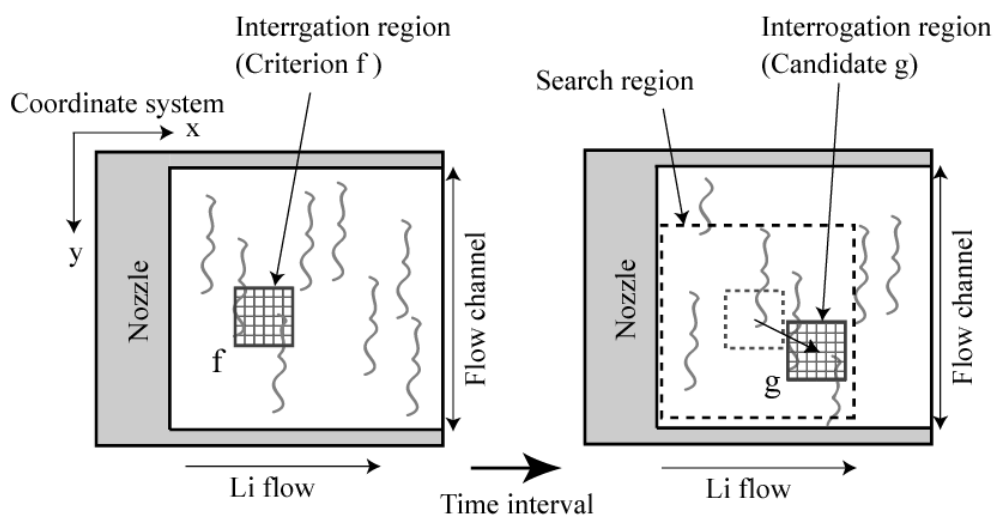 Interrgation region
(Criterion f )
Coordinate system
x
y
Nozzle
f
Flow channel
Li flow
Time interval
Interrogation region
(Candidate g)
Search region
Nozzle
g
Flow channel
Li flow